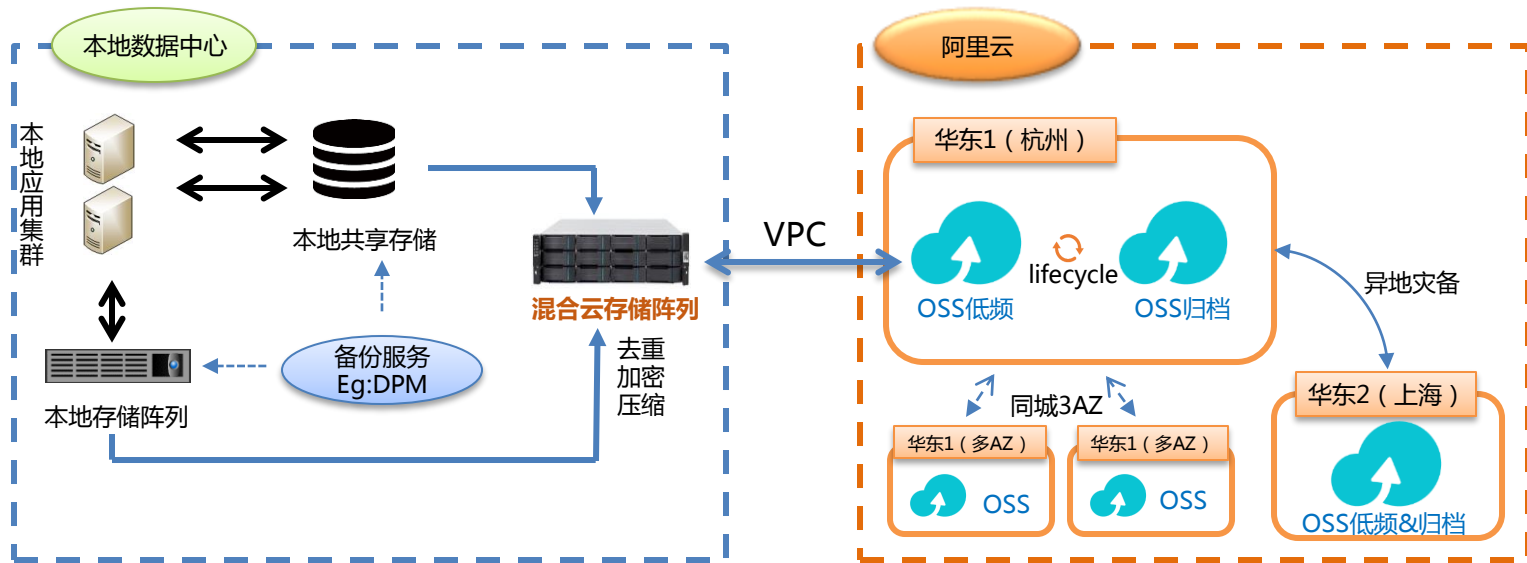 本地数据中心
本地应用集群
本地共享存储
混合云存储阵列
备份服务
Eg:DPM
去重
加密
压缩
本地存储阵列
VPC
阿里云
华东1（杭州）
OSS低频
lifecycle
OSS归档
异地灾备
同城3AZ
华东1（多AZ）
OSS
华东1（多AZ）
OSS
华东2（上海）
OSS低频&归档